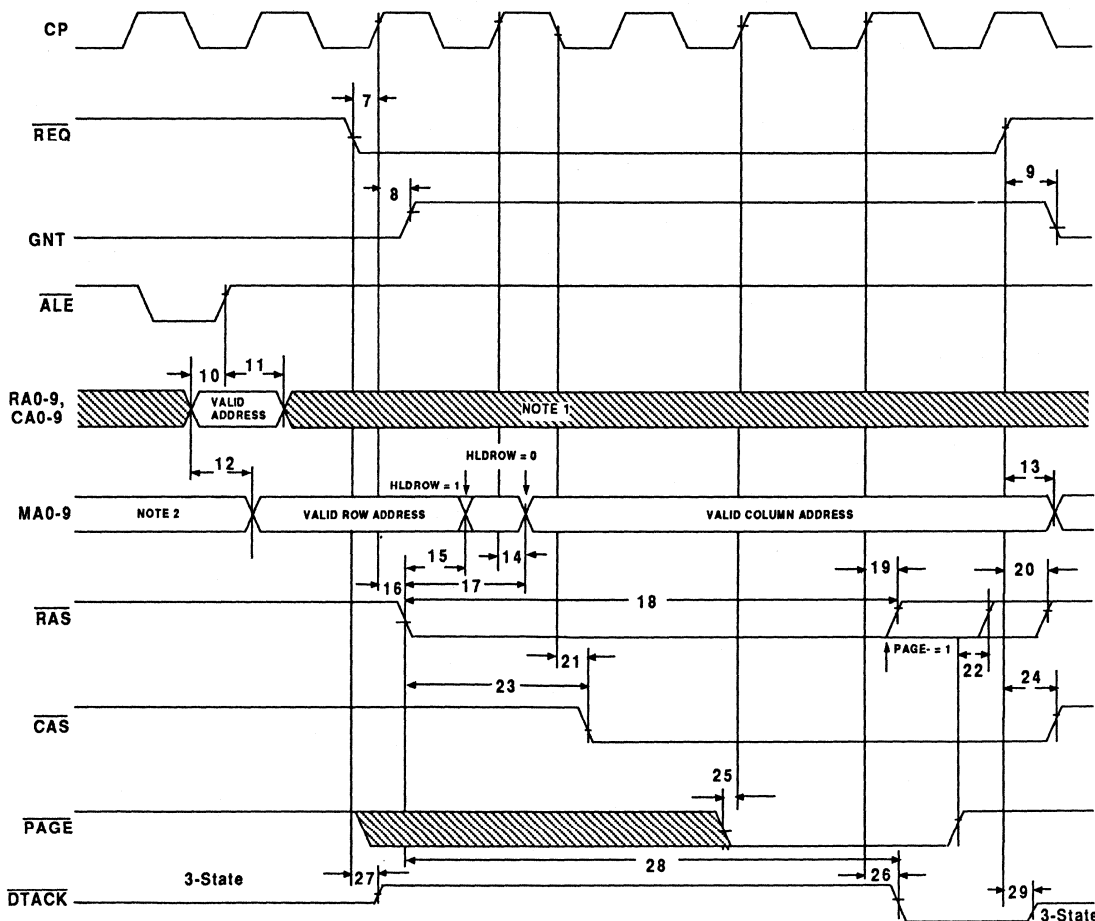 CP
7
REQ
8
9
GNT
ALE
10 11
RA0-9,
CA0-9
VALID
ADDRESS
NOTE 1
12
HLDROW = 0
HLDROW = 1
13
MA0-9
NOTE 2
VALID ROW ADDRESS
VALID COLUMN ADDRESS
15
14
16
17
19
20
18
RAS
PAGE- = 1
21
22
23
24
CAS
25
PAGE
28
3-State
27
26
29
DTACK
3-State